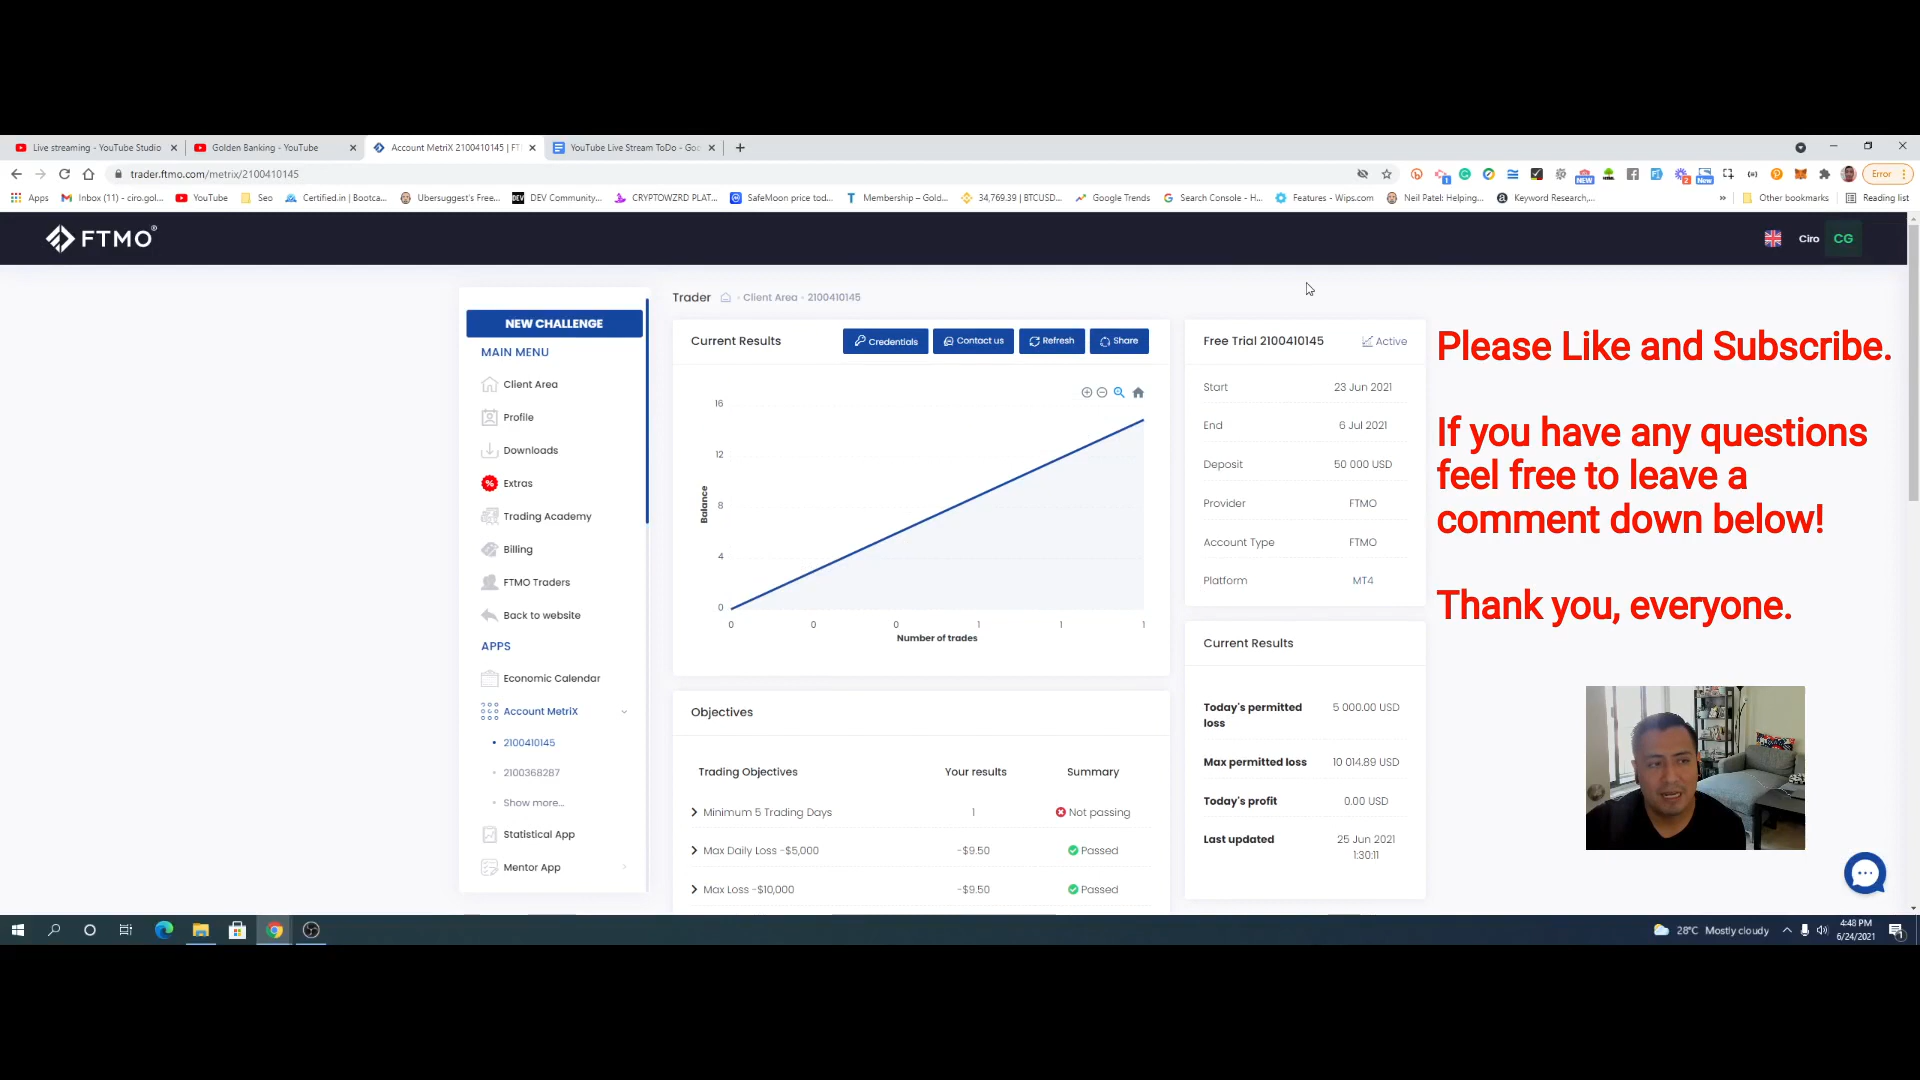 Live streaming - YouTube Studio
Golden Banking - YouTube
Account MetriX 2100410145 | FT
YouTube Live Stream ToDo - Goo
trader.ftmo.com/metrix/2100410145
Error
Apps
Inbox (11) - ciro.gol...
YouTube
Seo
Certified.in | Bootca...
Ubersuggest's Free...
DEV Community...
CRYPTOWZRD PLAT...
SafeMoon price tod...
Membership – Gold...
34,769.39 | BTCUSD...
Google Trends
Search Console - H...
Features - Wips.com
Neil Patel: Helping...
Keyword Research,...
»
Other bookmarks
Reading list
FTMO®
Ciro CG
NEW CHALLENGE
MAIN MENU
Client Area
Profile
Downloads
Extras
Trading Academy
Billing
FTMO Traders
Back to website
APPS
Economic Calendar
Account MetriX
2100410145
2100368287
Show more...
Statistical App
Mentor App
Trader Client Area 2100410145
Current Results
Credentials
Contact us
Refresh
Share
16
12
8
4
0
Balance
0 0 0 1 1 1
Number of trades
Objectives
Trading Objectives Your results Summary
Minimum 5 Trading Days 1 Not passing
Max Daily Loss -$5,000 -$9.50 Passed
Max Loss -$10,000 -$9.50 Passed
Free Trial 2100410145 Active
Start 23 Jun 2021
End 6 Jul 2021
Deposit 50 000 USD
Provider FTMO
Account Type FTMO
Platform MT4
Current Results
Today's permitted
loss 5 000.00 USD
Max permitted loss 10 014.89 USD
Today's profit 0.00 USD
Last updated 25 Jun 2021
1:30:11
Please Like and Subscribe.
If you have any questions
feel free to leave a
comment down below!
Thank you, everyone.
28°C Mostly cloudy
4:48 PM
6/24/2021